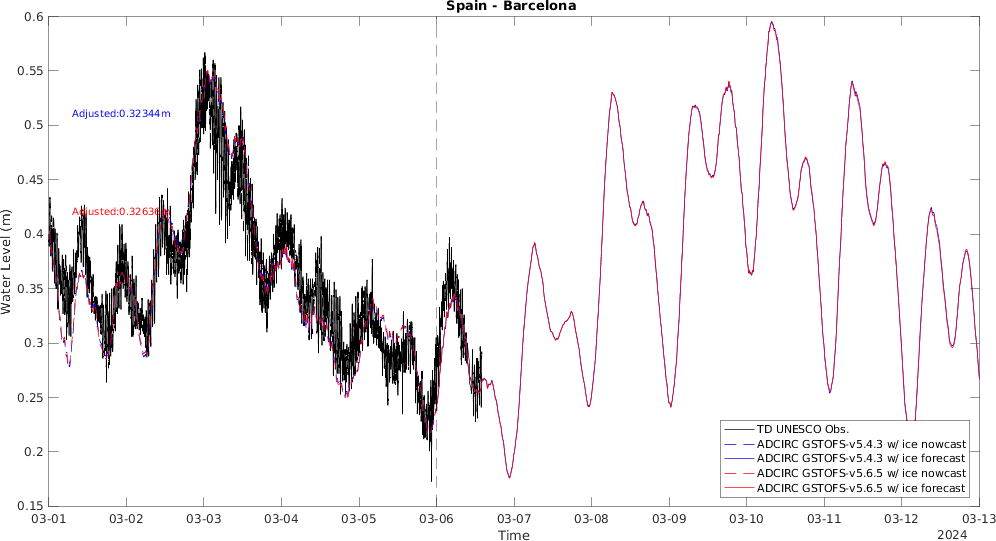 Spain - Barcelona
0.6
0.55
0.5
0.45
0.4
0.35
0.3
0.25
0.2
0.15
Water Level (m)
Adjusted:0.32344m
Adjusted:0.32636m
TD UNESCO Obs.
ADCIRC GSTOFS-v5.4.3 w/ ice nowcast
ADCIRC GSTOFS-v5.4.3 w/ ice forecast
ADCIRC GSTOFS-v5.6.5 w/ ice nowcast
ADCIRC GSTOFS-v5.6.5 w/ ice forecast
03-01 03-02 03-03 03-04 03-05 03-06 03-07 03-08 03-09 03-10 03-11 03-12 03-13
Time
2024